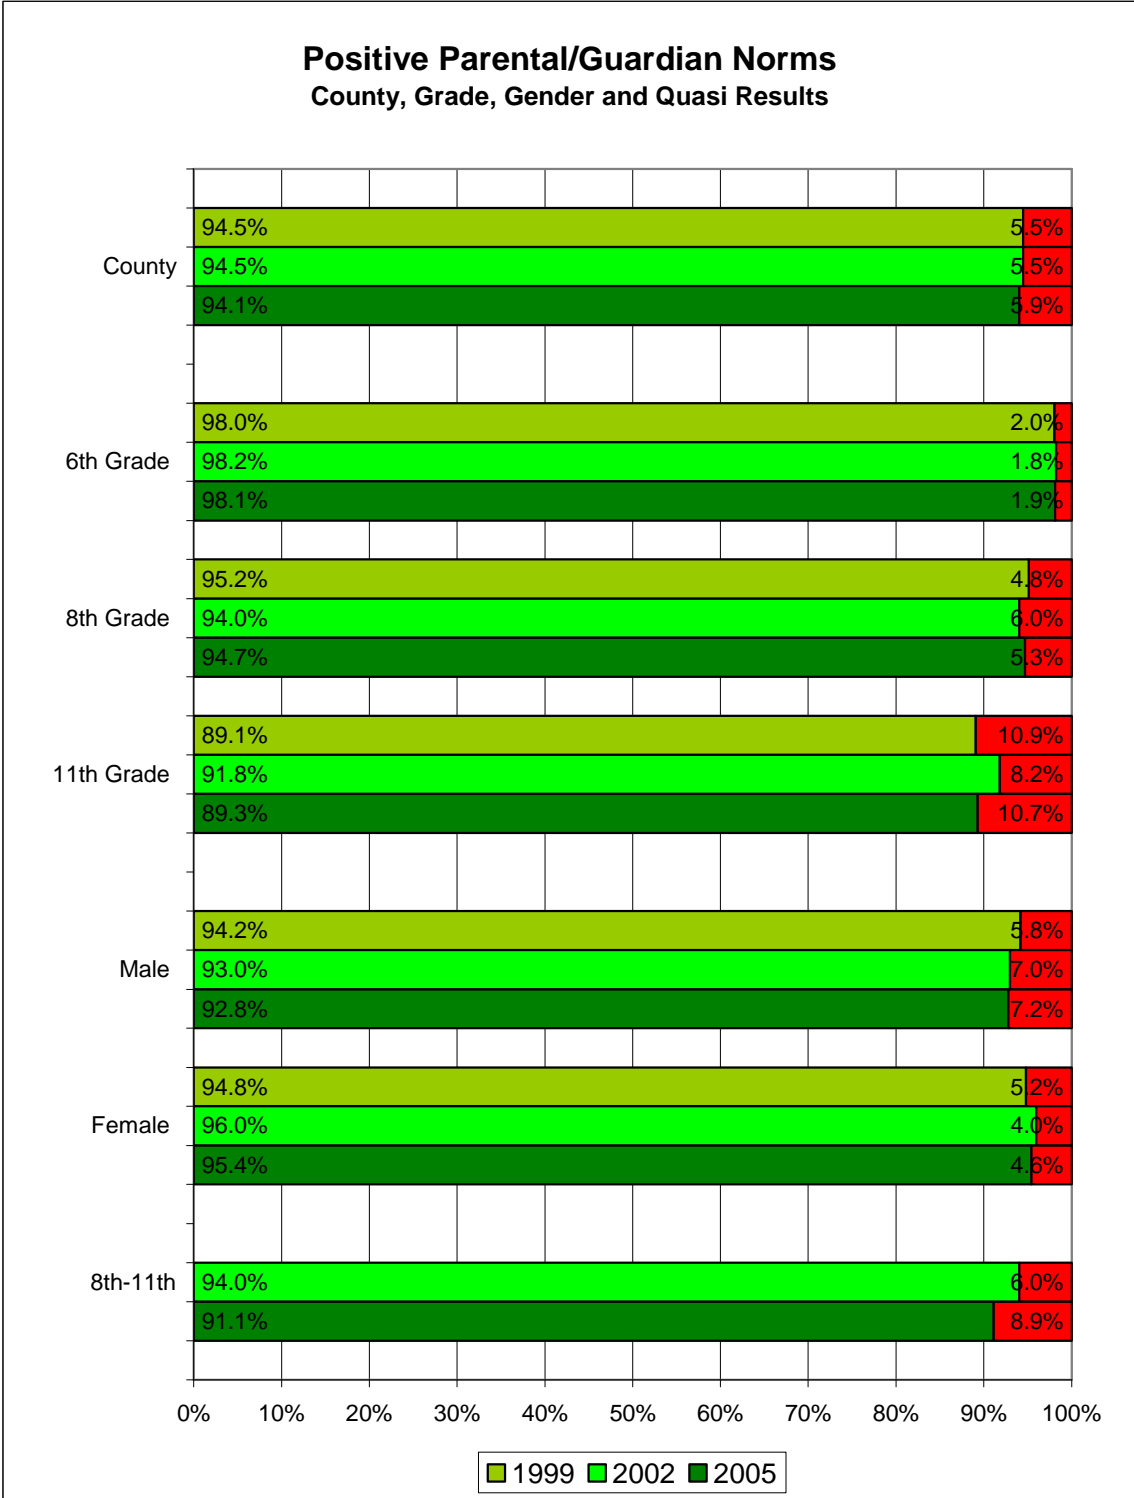 Positive Parental/Guardian Norms
County, Grade, Gender and Quasi Results
94.5% 5.5%
County 94.5% 5.5%
94.1% 5.9%
98.0% 2.0%
6th Grade 98.2% 1.8%
98.1% 1.9%
95.2% 4.8%
8th Grade 94.0% 6.0%
94.7% 5.3%
89.1% 10.9%
11th Grade 91.8% 8.2%
89.3% 10.7%
94.2% 5.8%
Male 93.0% 7.0%
92.8% 7.2%
94.8% 5.2%
Female 96.0% 4.0%
95.4% 4.6%
8th-11th 94.0% 6.0%
91.1% 8.9%
0% 10% 20% 30% 40% 50% 60% 70% 80% 90% 100%
1999 2002 2005